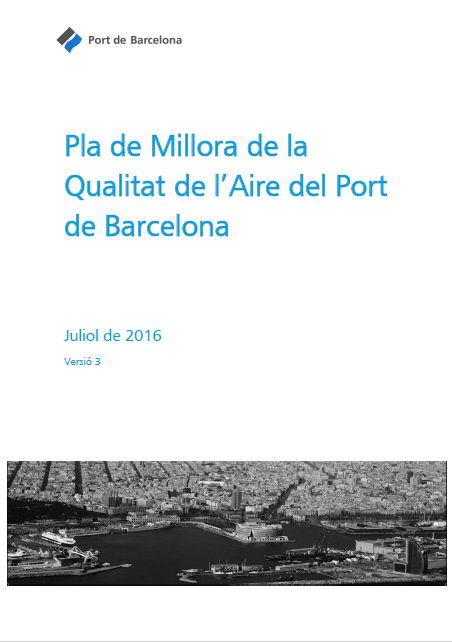 Port de Barcelona
Pla de Millora de la
Qualitat de l’Aire del Port
de Barcelona
Juliol de 2016
Versió 3